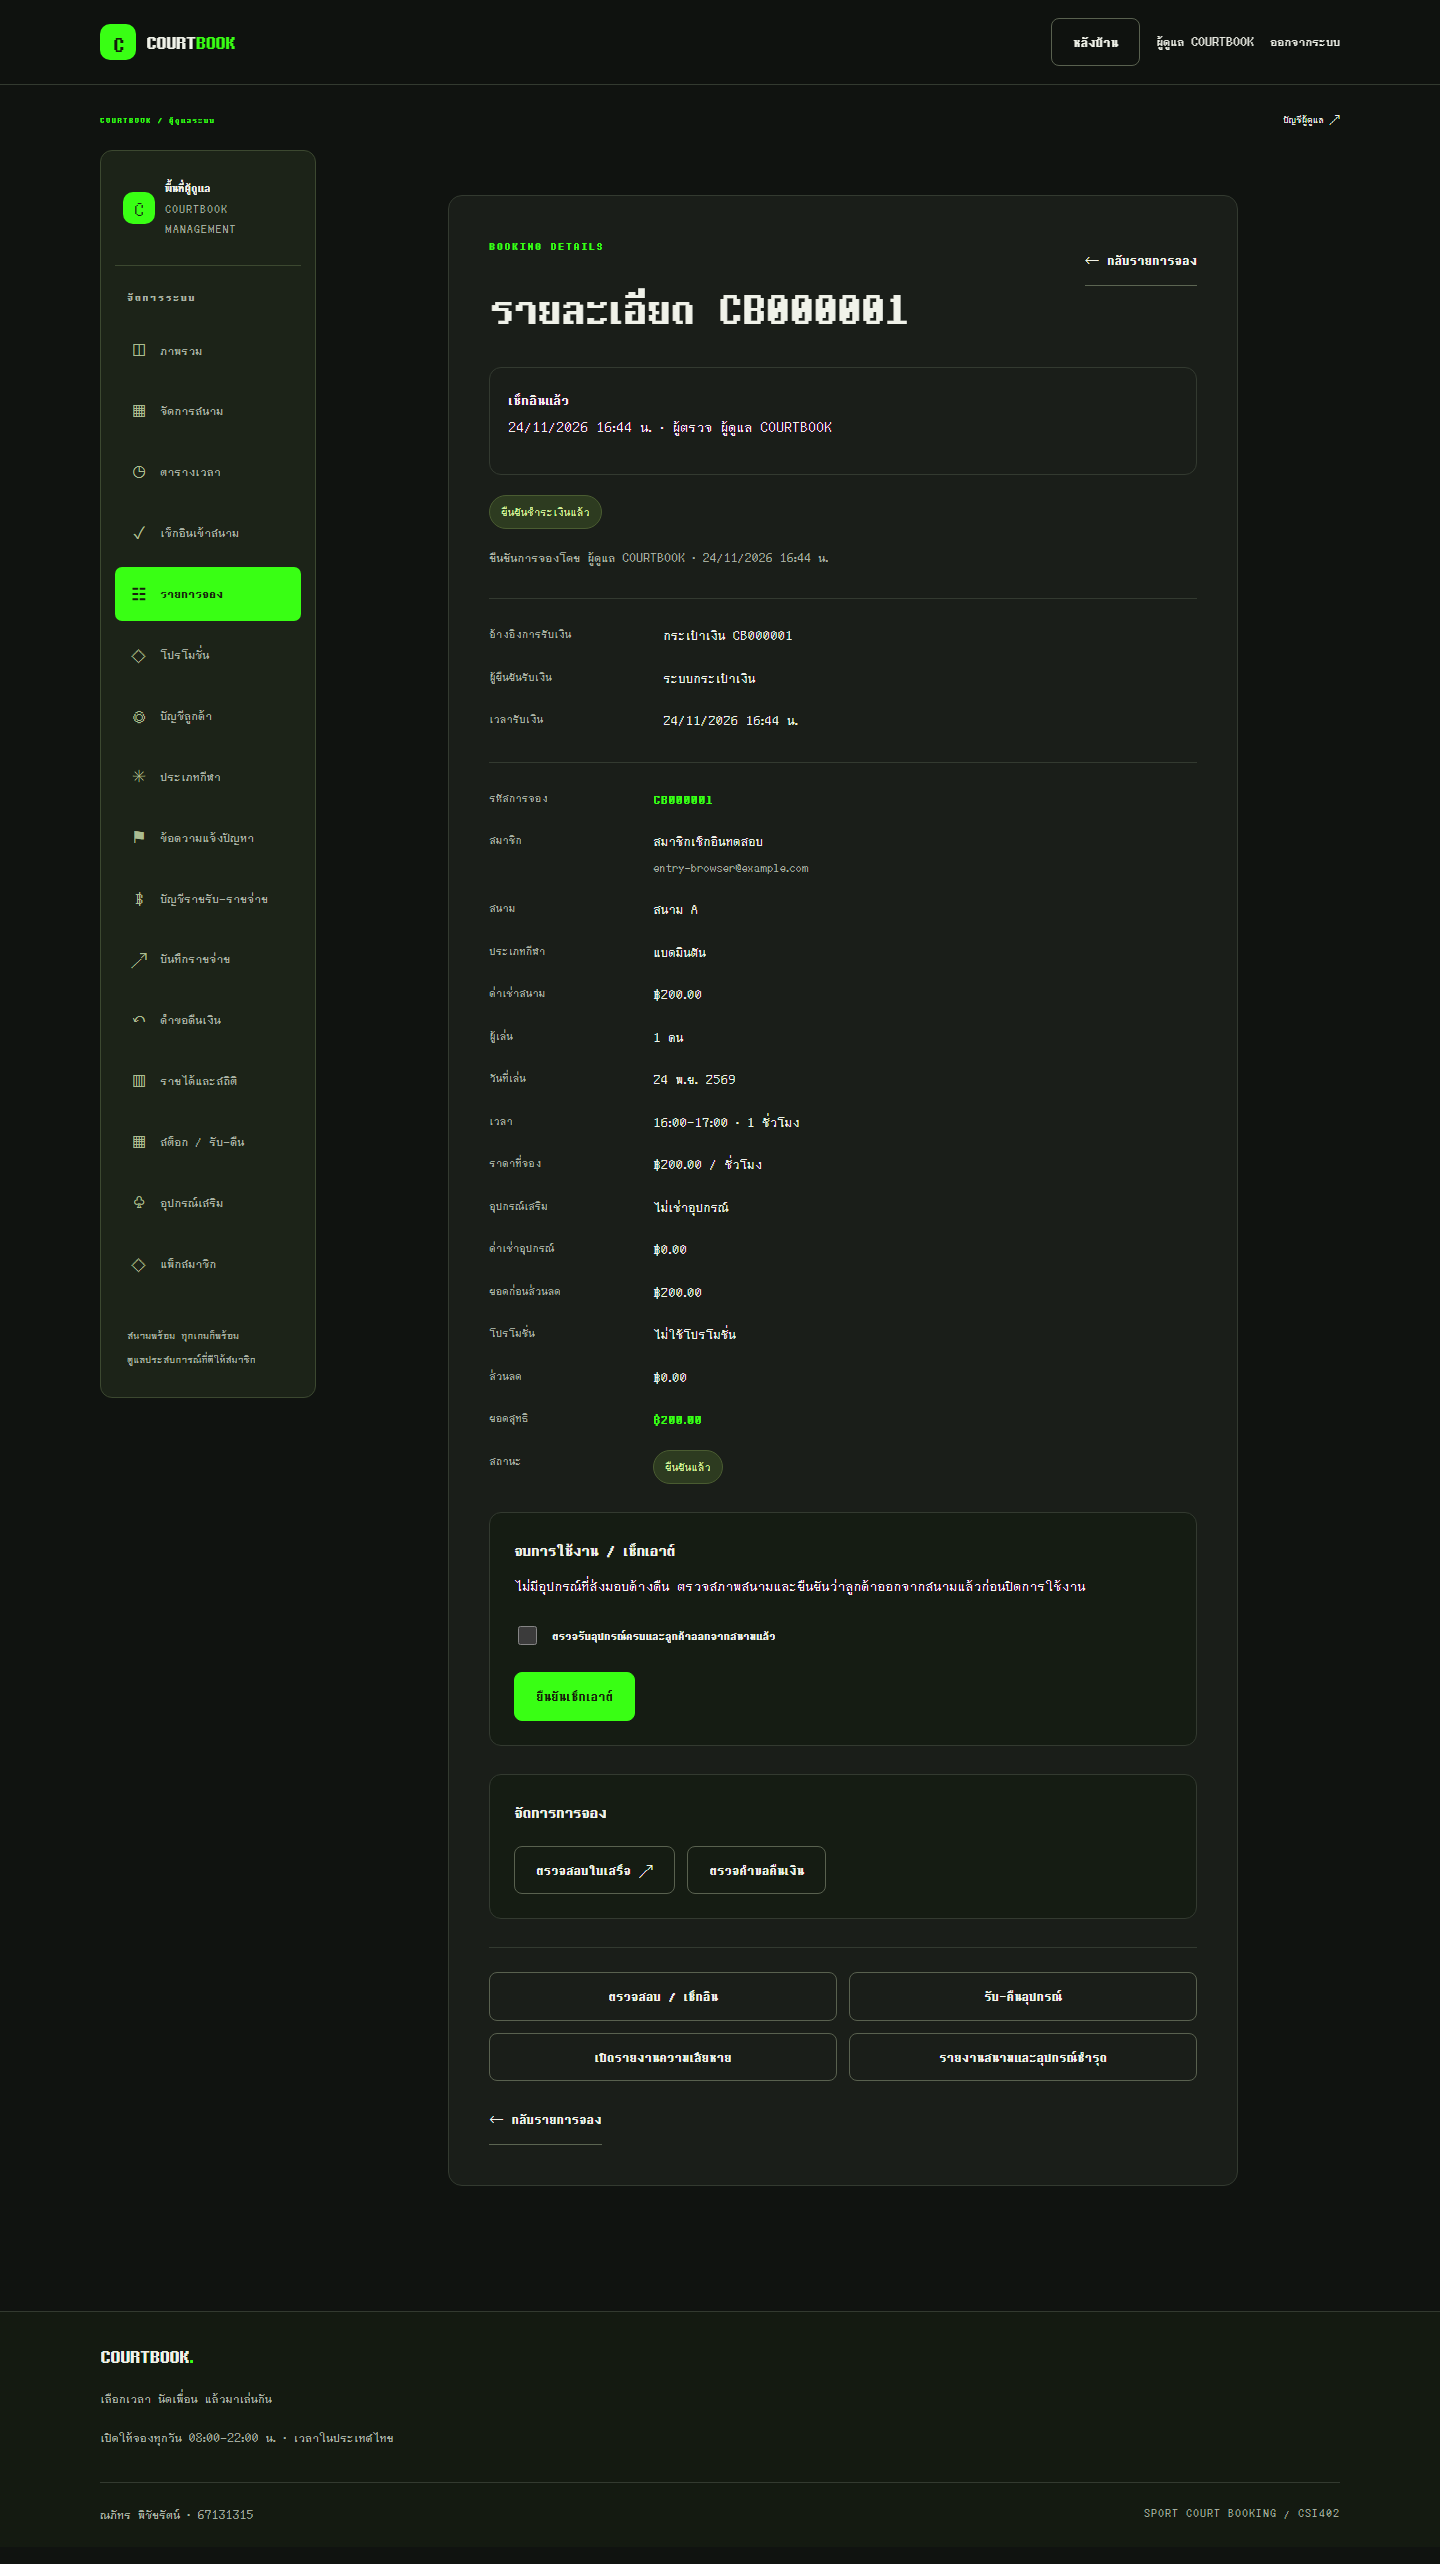 C COURTBOOK
หลังบ้าน
ผู้ดูแล COURTBOOK
ออกจากระบบ
COURTBOOK / ผู้ดูแลระบบ
บัญชีผู้ดูแล ↗
C
พื้นที่ผู้ดูแล
COURTBOOK
MANAGEMENT
จัดการระบบ
ภาพรวม
จัดการสนาม
ตารางเวลา
เช็กอินเข้าสนาม
รายการจอง
โปรโมชั่น
บัญชีลูกค้า
ประเภทกีฬา
ข้อความแจ้งปัญหา
บัญชีรายรับ-รายจ่าย
บันทึกรายจ่าย
คำขอคืนเงิน
รายได้และสถิติ
สต็อก / รับ-คืน
อุปกรณ์เสริม
แพ็กสมาชิก
สนามพร้อม ทุกเกมก็พร้อม
ดูแลประสบการณ์ที่ดีให้สมาชิก
BOOKING DETAILS
← กลับรายการจอง
รายละเอียด CB000001
เช็กอินแล้ว
24/11/2026 16:44 น. · ผู้ตรวจ ผู้ดูแล COURTBOOK
ยืนยันชำระเงินแล้ว
ยืนยันการจองโดย ผู้ดูแล COURTBOOK · 24/11/2026 16:44 น.
อ้างอิงการรับเงิน กระเป๋าเงิน CB000001
ผู้ยืนยันรับเงิน ระบบกระเป๋าเงิน
เวลารับเงิน 24/11/2026 16:44 น.
รหัสการจอง CB000001
สมาชิก สมาชิกเช็กอินทดสอบ
entry-browser@example.com
สนาม สนาม A
ประเภทกีฬา แบดมินตัน
ค่าเช่าสนาม ฿200.00
ผู้เล่น 1 คน
วันที่เล่น 24 พ.ย. 2569
เวลา 16:00-17:00 · 1 ชั่วโมง
ราคาที่จอง ฿200.00 / ชั่วโมง
อุปกรณ์เสริม ไม่เช่าอุปกรณ์
ค่าเช่าอุปกรณ์ ฿0.00
ยอดก่อนส่วนลด ฿200.00
โปรโมชั่น ไม่ใช้โปรโมชั่น
ส่วนลด ฿0.00
ยอดสุทธิ ฿200.00
สถานะ ยืนยันแล้ว
จบการใช้งาน / เช็กเอาต์
ไม่มีอุปกรณ์ที่ส่งมอบค้างคืน ตรวจสภาพสนามและยืนยันว่าลูกค้าออกจากสนามแล้วก่อนปิดการใช้งาน
ตรวจรับอุปกรณ์ครบและลูกค้าออกจากสนามแล้ว
ยืนยันเช็กเอาต์
จัดการการจอง
ตรวจสอบใบเสร็จ ↗
ตรวจคำขอคืนเงิน
ตรวจสอบ / เช็กอิน
รับ-คืนอุปกรณ์
เปิดรายงานความเสียหาย
รายงานสนามและอุปกรณ์ชำรุด
← กลับรายการจอง
COURTBOOK.
เลือกเวลา นัดเพื่อน แล้วมาเล่นกัน
เปิดให้จองทุกวัน 08:00-22:00 น. · เวลาในประเทศไทย
ณภัทร พิชัยรัตน์ · 67131315
SPORT COURT BOOKING / CSI402